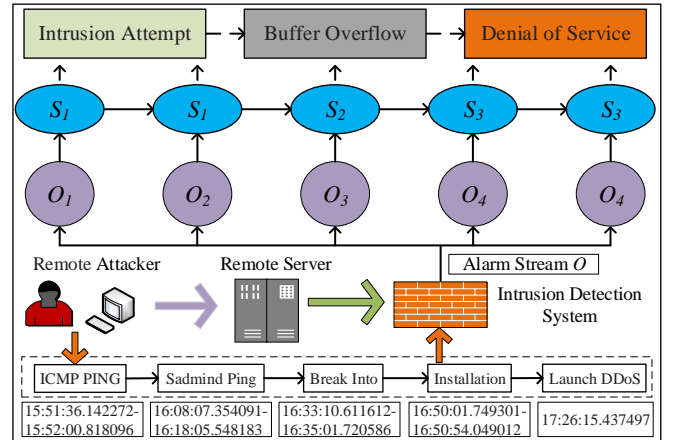 Intrusion Attempt
Buffer Overflow
Denial of Service
S1
S1
S2
S3
S3
O1
O2
O3
O4
O4
Remote Attacker
Remote Server
Alarm Stream O
Intrusion Detection
System
ICMP PING
Sadmind Ping
Break Into
Installation
Launch DDoS
15:51:36.142272-
15:52:00.818096
16:08:07.354091-
16:18:05.548183
16:33:10.611612-
16:35:01.720586
16:50:01.749301-
16:50:54.049012
17:26:15.437497